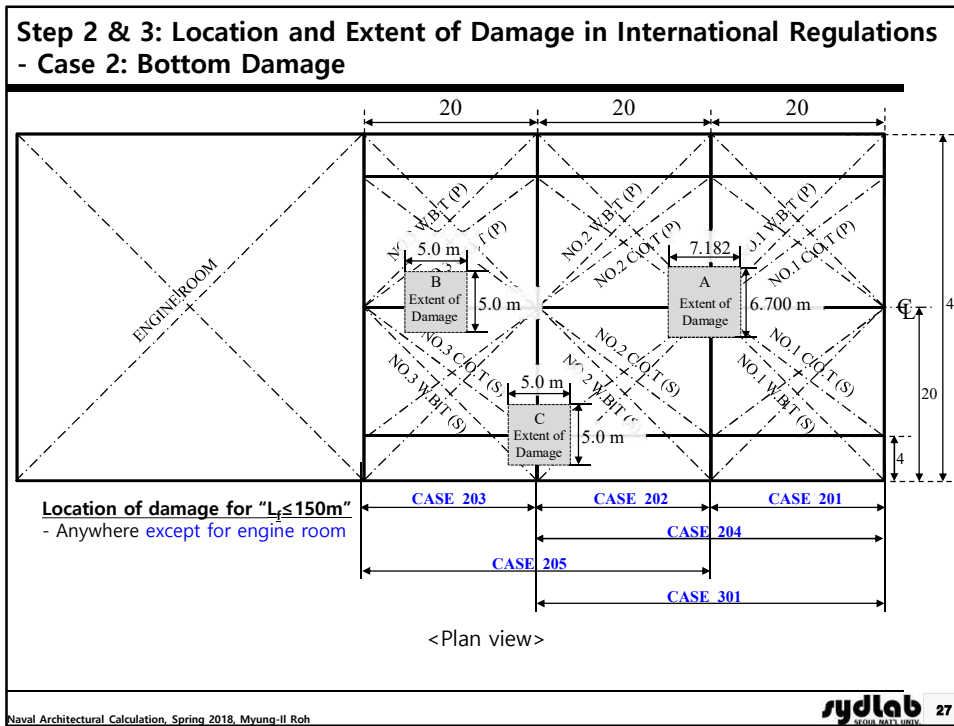 Step 2 & 3: Location and Extent of Damage in International Regulations
- Case 2: Bottom Damage
20
20
20
NO.2 W.B.T (P)
NO.1 W.B.T (P)
NO.2 C.O.T (P)
NO.1 C.O.T (P)
5.0 m
7.182
B
Extent of
Damage
5.0 m
A
Extent of
Damage
6.700 m
ENGINE ROOM
℄
4
NO.3 C.O.T (S)
NO.3 W.B.T (S)
NO.2 C.O.T (S)
NO.2 W.B.T (S)
NO.1 C.O.T (S)
NO.1 W.B.T (S)
5.0 m
C
Extent of
Damage
5.0 m
20
4
Location of damage for “Lf≤150m”
- Anywhere except for engine room
CASE 203
CASE 202
CASE 201
CASE 204
CASE 205
CASE 301
<Plan view>
Naval Architectural Calculation, Spring 2018, Myung-Il Roh
sydlab
SEOUL NAT'L UNIV.
27